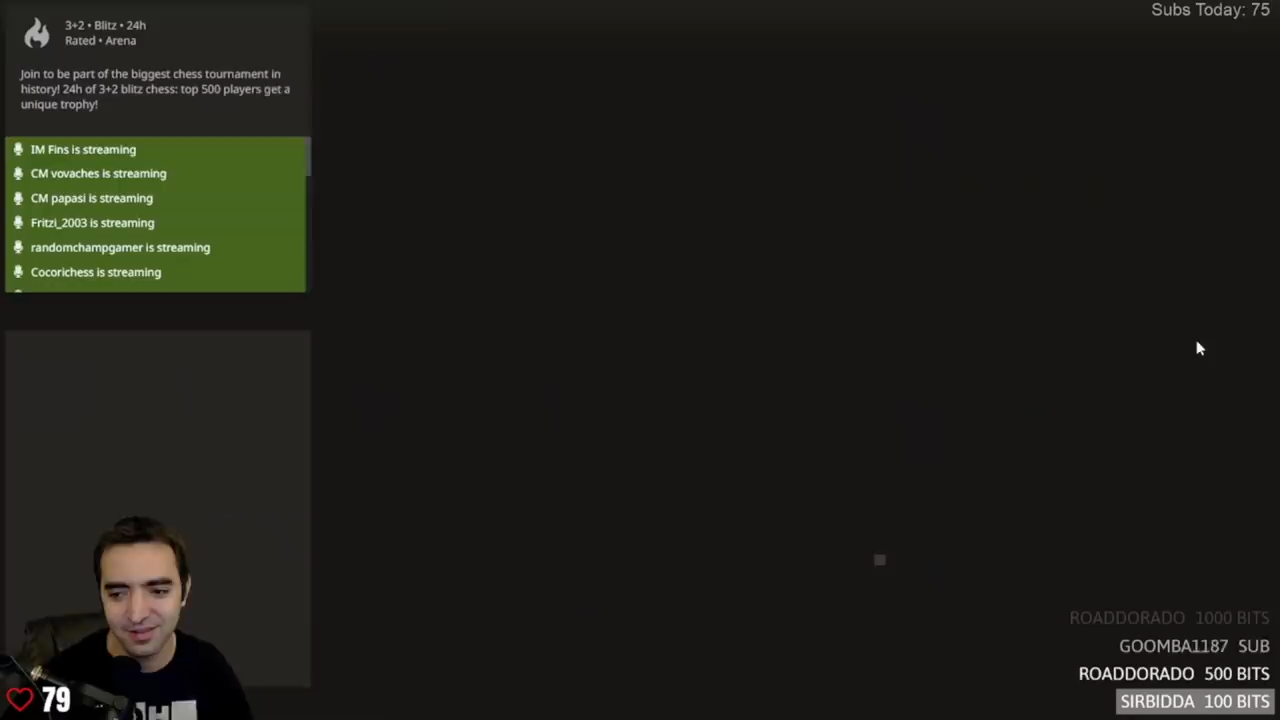 Subs Today: 75
3+2 • Blitz • 24h
Rated • Arena
Join to be part of the biggest chess tournament in
history! 24h of 3+2 blitz chess: top 500 players get a
unique trophy!
IM Fins is streaming
CM vovaches is streaming
CM papasi is streaming
Fritzi_2003 is streaming
randomchampgamer is streaming
Cocorichess is streaming
ROADDORADO 1000 BITS
GOOMBA1187 SUB
ROADDORADO 500 BITS
SIRBIDDA 100 BITS
79